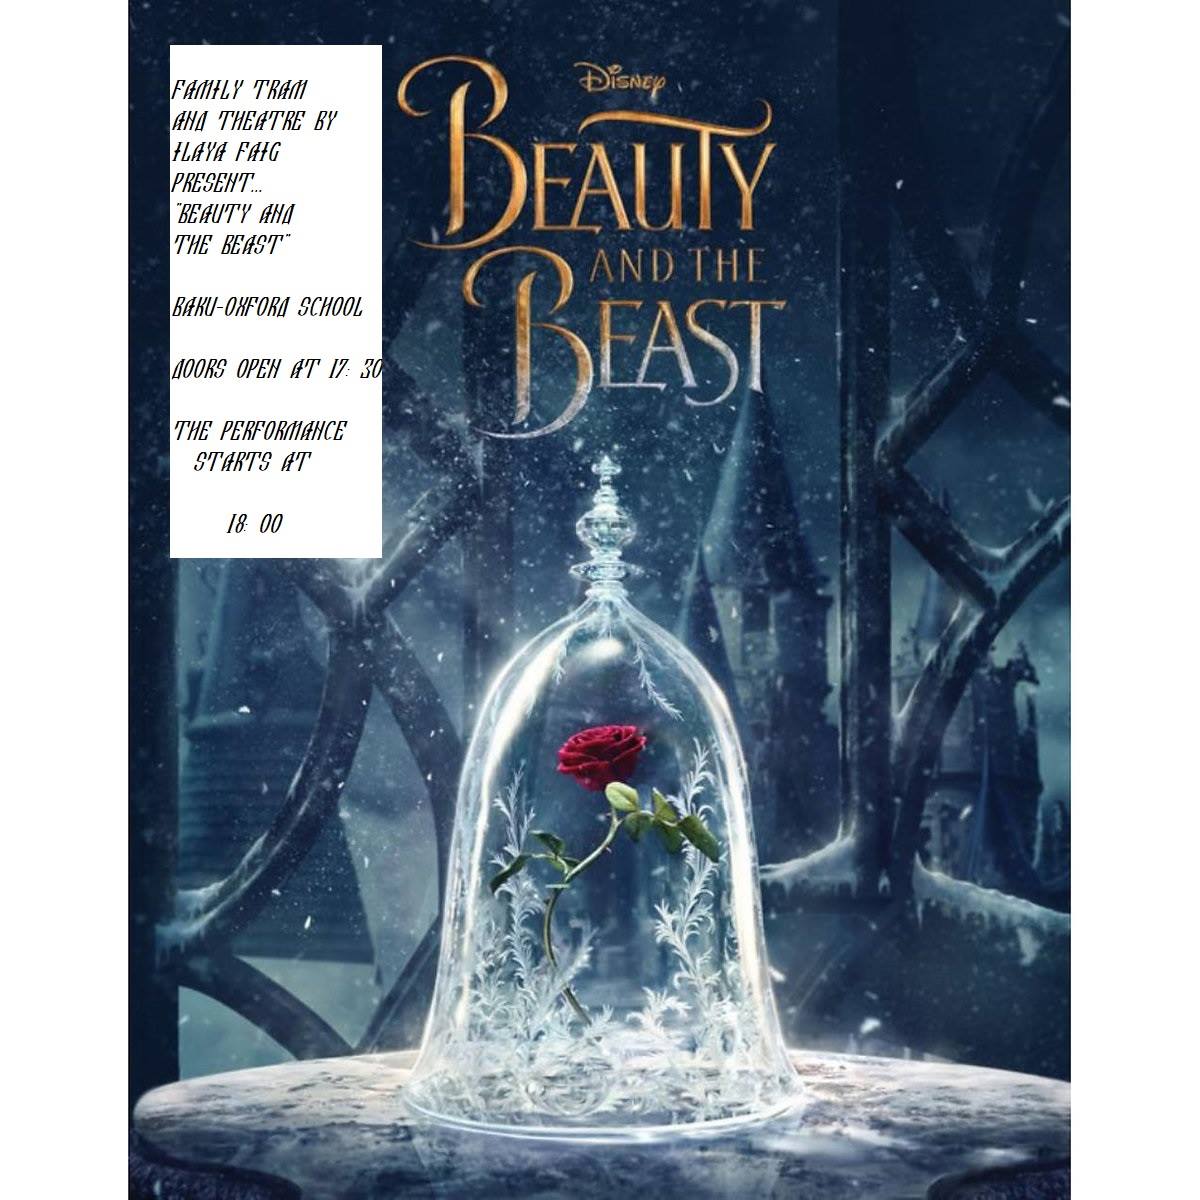 FAMILY TRAM
AND THEATRE BY
ILAYA FAIG
PRESENT...
"BEAUTY AND
THE BEAST"
BAKU-OXFORD SCHOOL
DOORS OPEN AT 17: 30
THE PERFORMANCE
STARTS AT
18: 00
Disney
BEAUTY
AND THE
BEAST